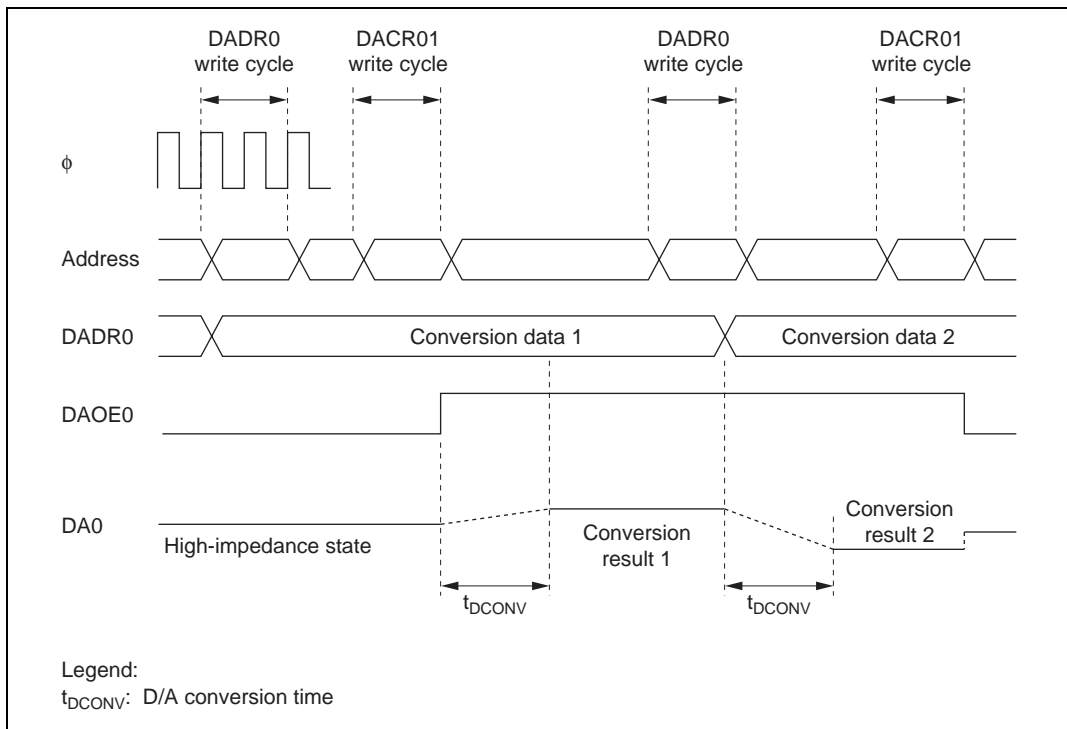 DADR0 write cycle
DACR01 write cycle
DADR0 write cycle
DACR01 write cycle
ϕ
Address
DADR0
Conversion data 1
Conversion data 2
DAOE0
DA0
High-impedance state
Conversion result 1
Conversion result 2
tDCONV
tDCONV
Legend:
tDCONV: D/A conversion time